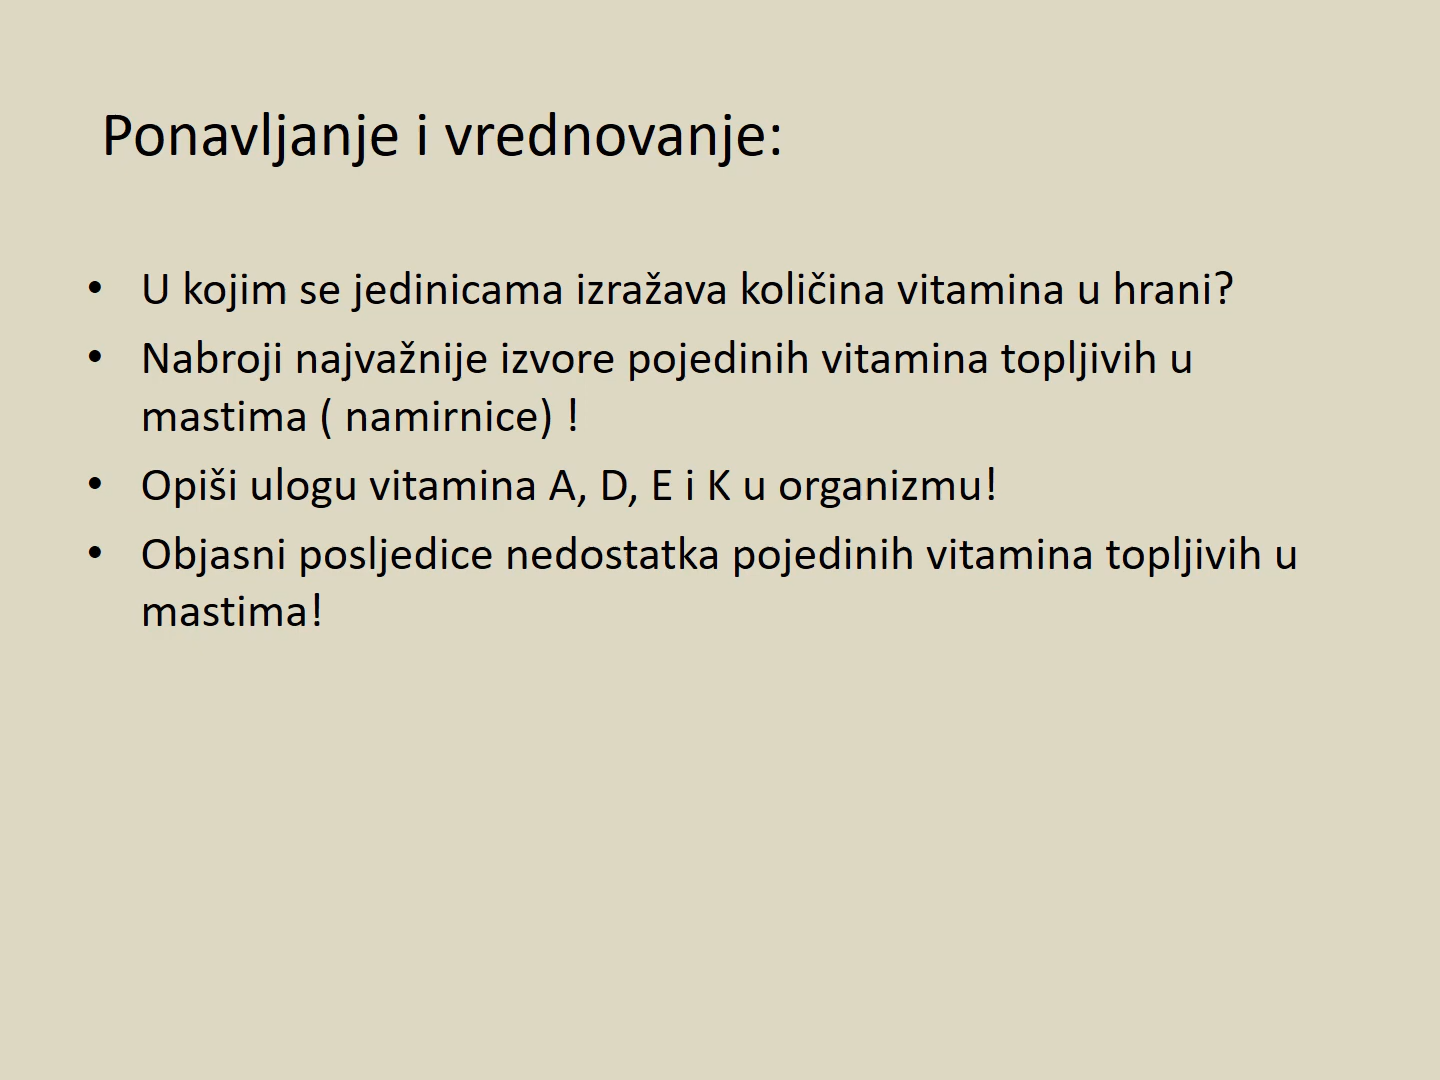 Ponavljanje i vrednovanje:
• U kojim se jedinicama izražava količina vitamina u hrani?
• Nabroji najvažnije izvore pojedinih vitamina topljivih u
mastima ( namirnice) !
• Opiši ulogu vitamina A, D, E i K u organizmu!
• Objasni posljedice nedostatka pojedinih vitamina topljivih u
mastima!